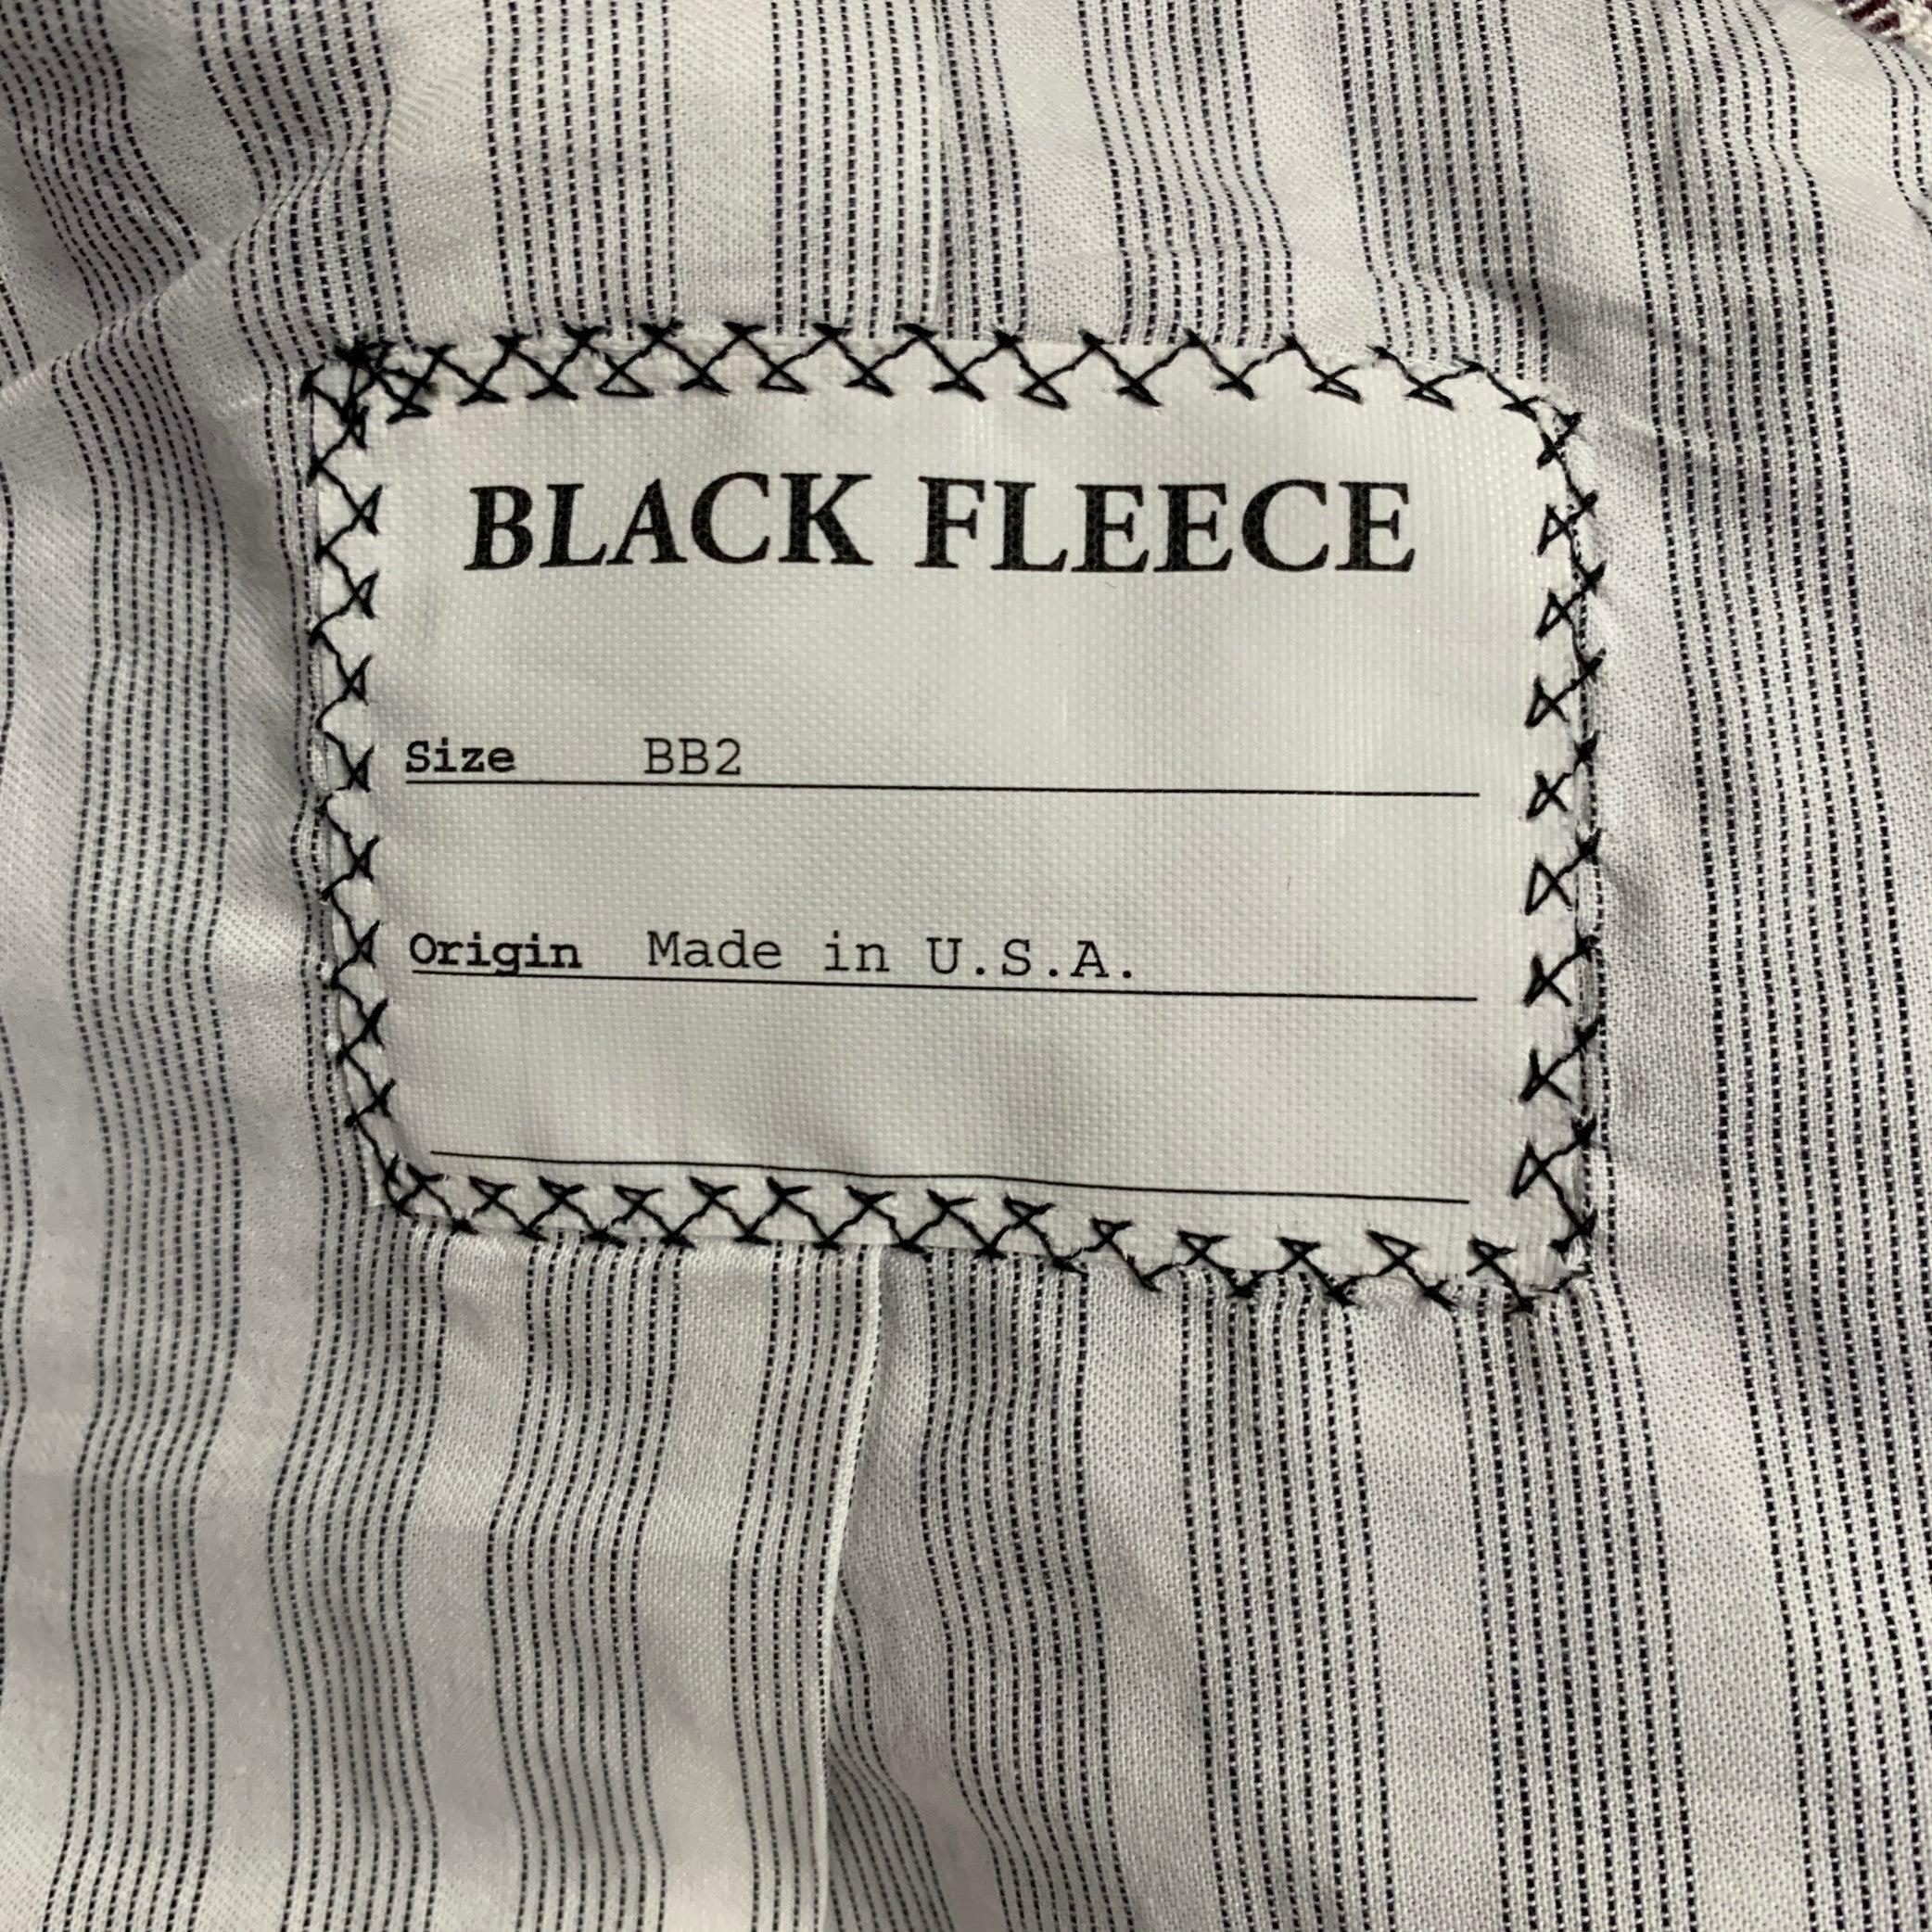 BLACK FLEECE
Size BB2
Origin Made in U.S.A.